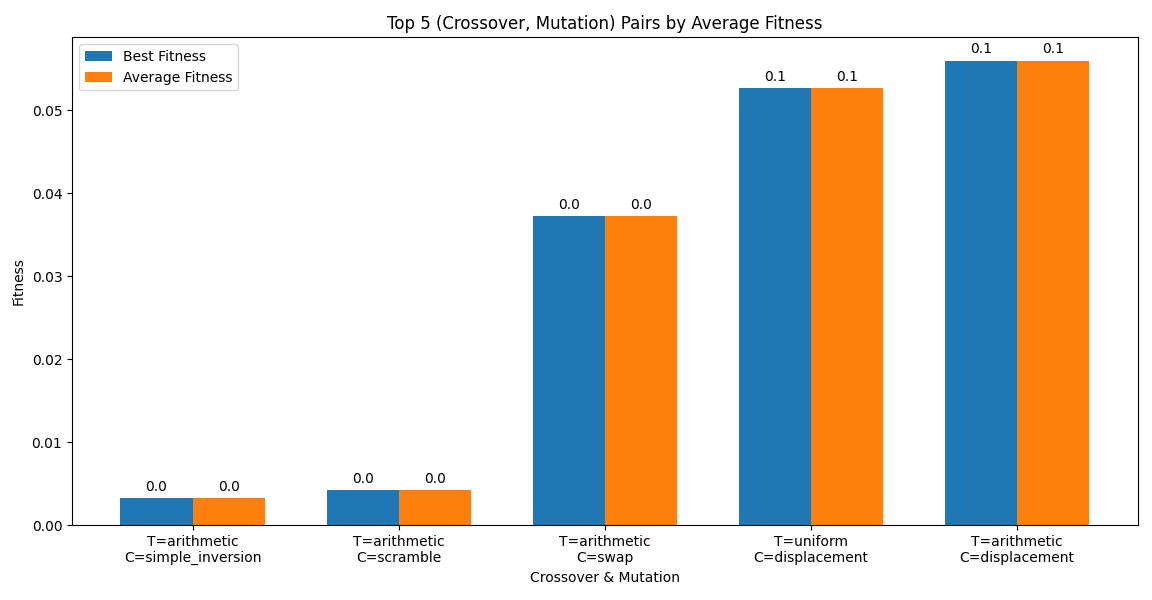 Top 5 (Crossover, Mutation) Pairs by Average Fitness
Best Fitness
Average Fitness
0.1 0.1
0.1 0.1
0.0 0.0
0.0 0.0
0.0 0.0
0.05
0.04
0.03
0.02
0.01
0.00
Fitness
T=arithmetic
C=simple_inversion
T=arithmetic
C=scramble
T=arithmetic
C=swap
T=uniform
C=displacement
T=arithmetic
C=displacement
Crossover & Mutation